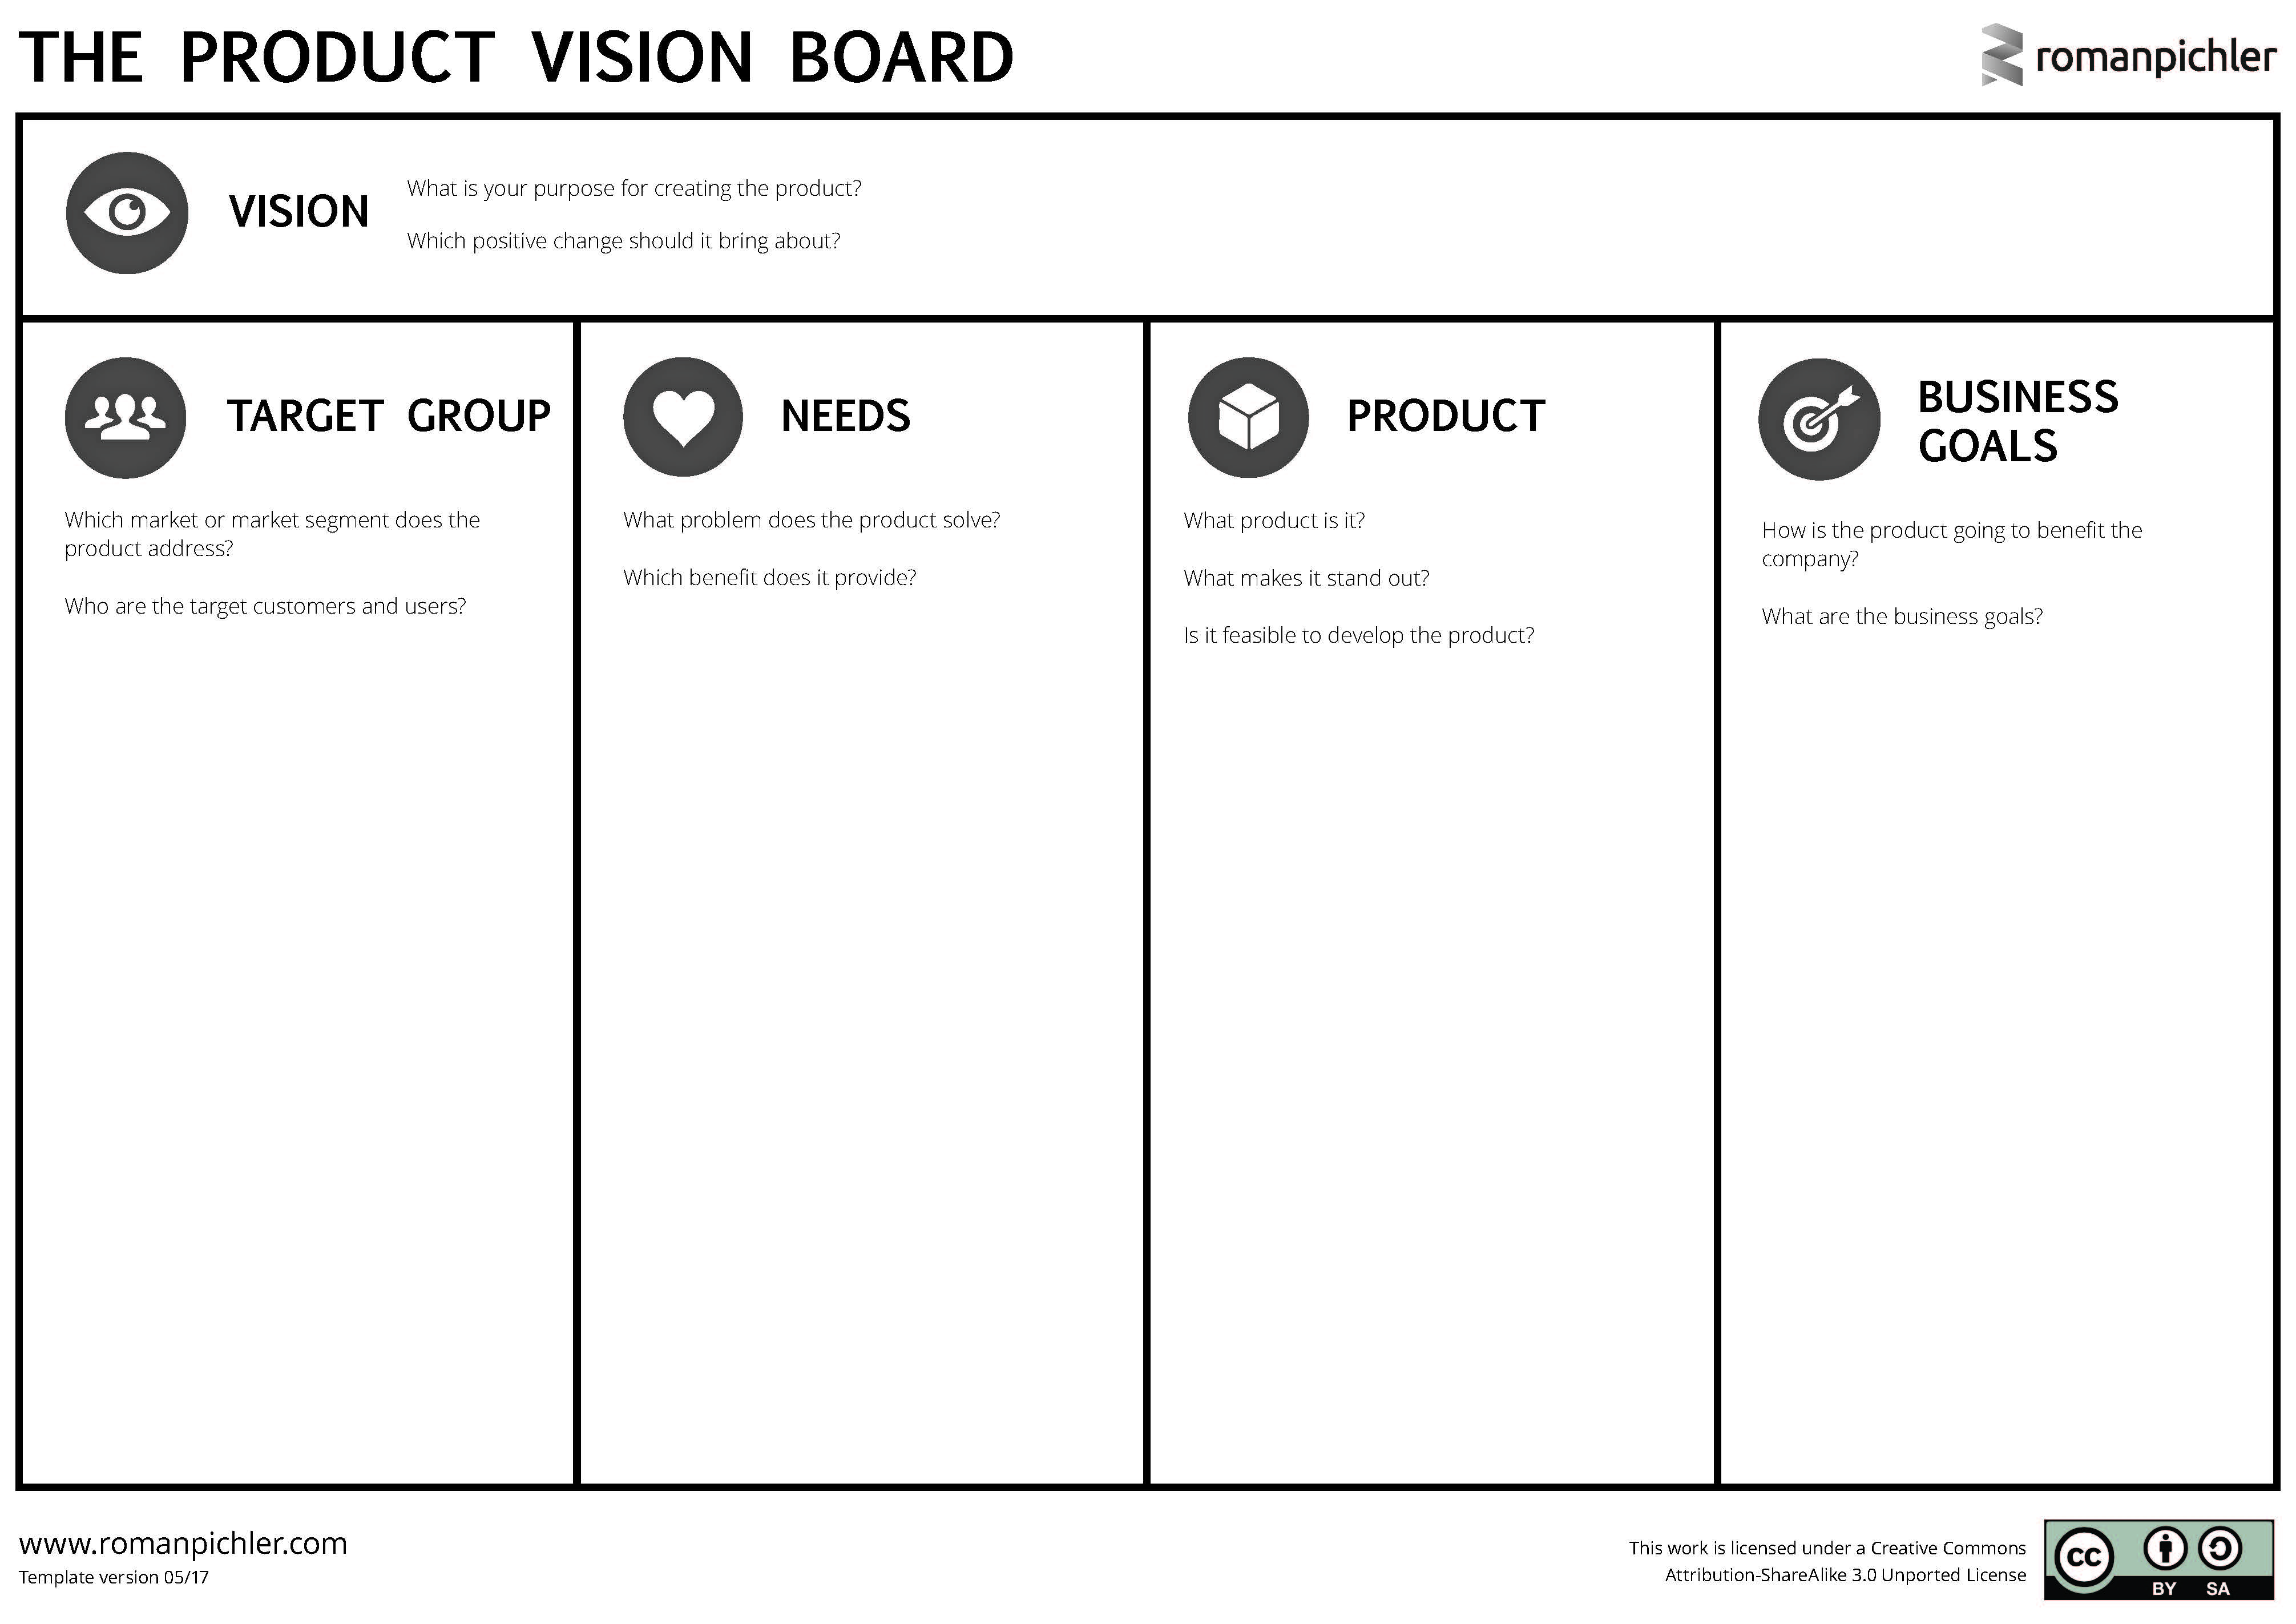 THE PRODUCT VISION BOARD
romanpichler
VISION
What is your purpose for creating the product?
Which positive change should it bring about?
TARGET GROUP
Which market or market segment does the
product address?
Who are the target customers and users?
NEEDS
What problem does the product solve?
Which benefit does it provide?
PRODUCT
What product is it?
What makes it stand out?
Is it feasible to develop the product?
BUSINESS
GOALS
How is the product going to benefit the
company?
What are the business goals?
www.romanpichler.com
Template version 05/17
This work is licensed under a Creative Commons
Attribution-ShareAlike 3.0 Unported License
cc
BY SA